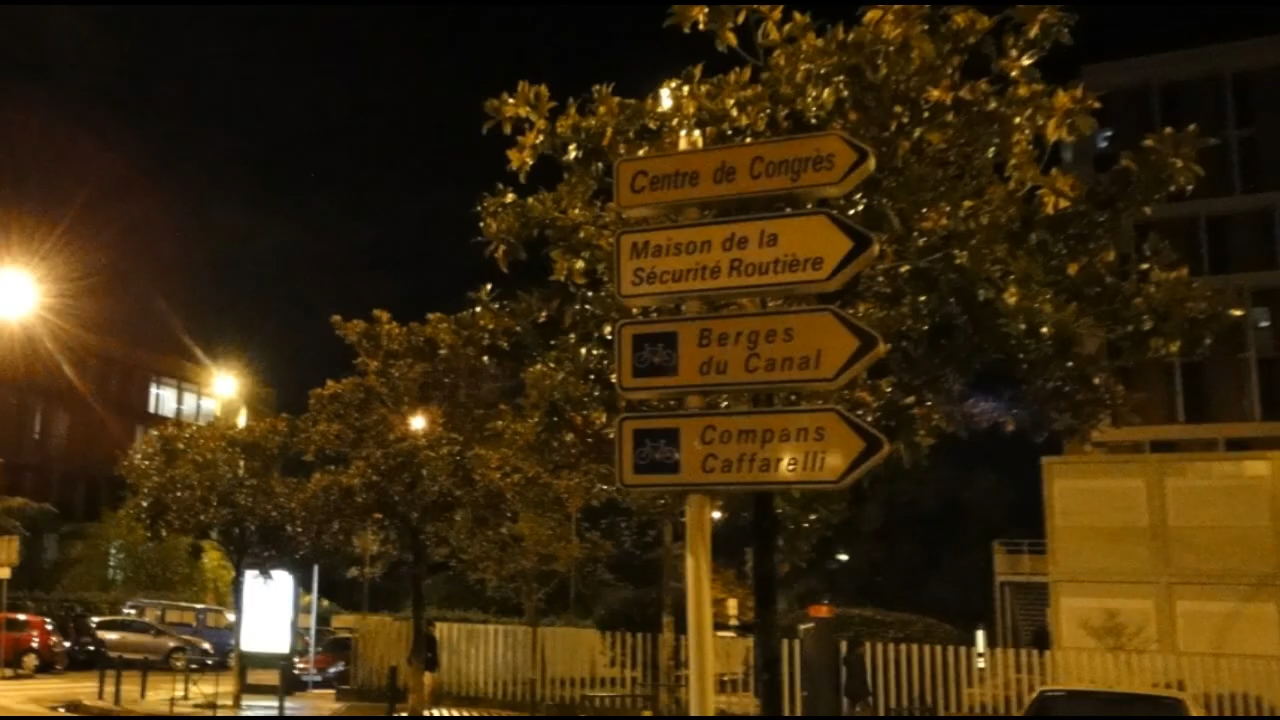 Centre de Congrès
Maison de la
Sécurité Routière
Berges
du Canal
Compans
Caffarelli